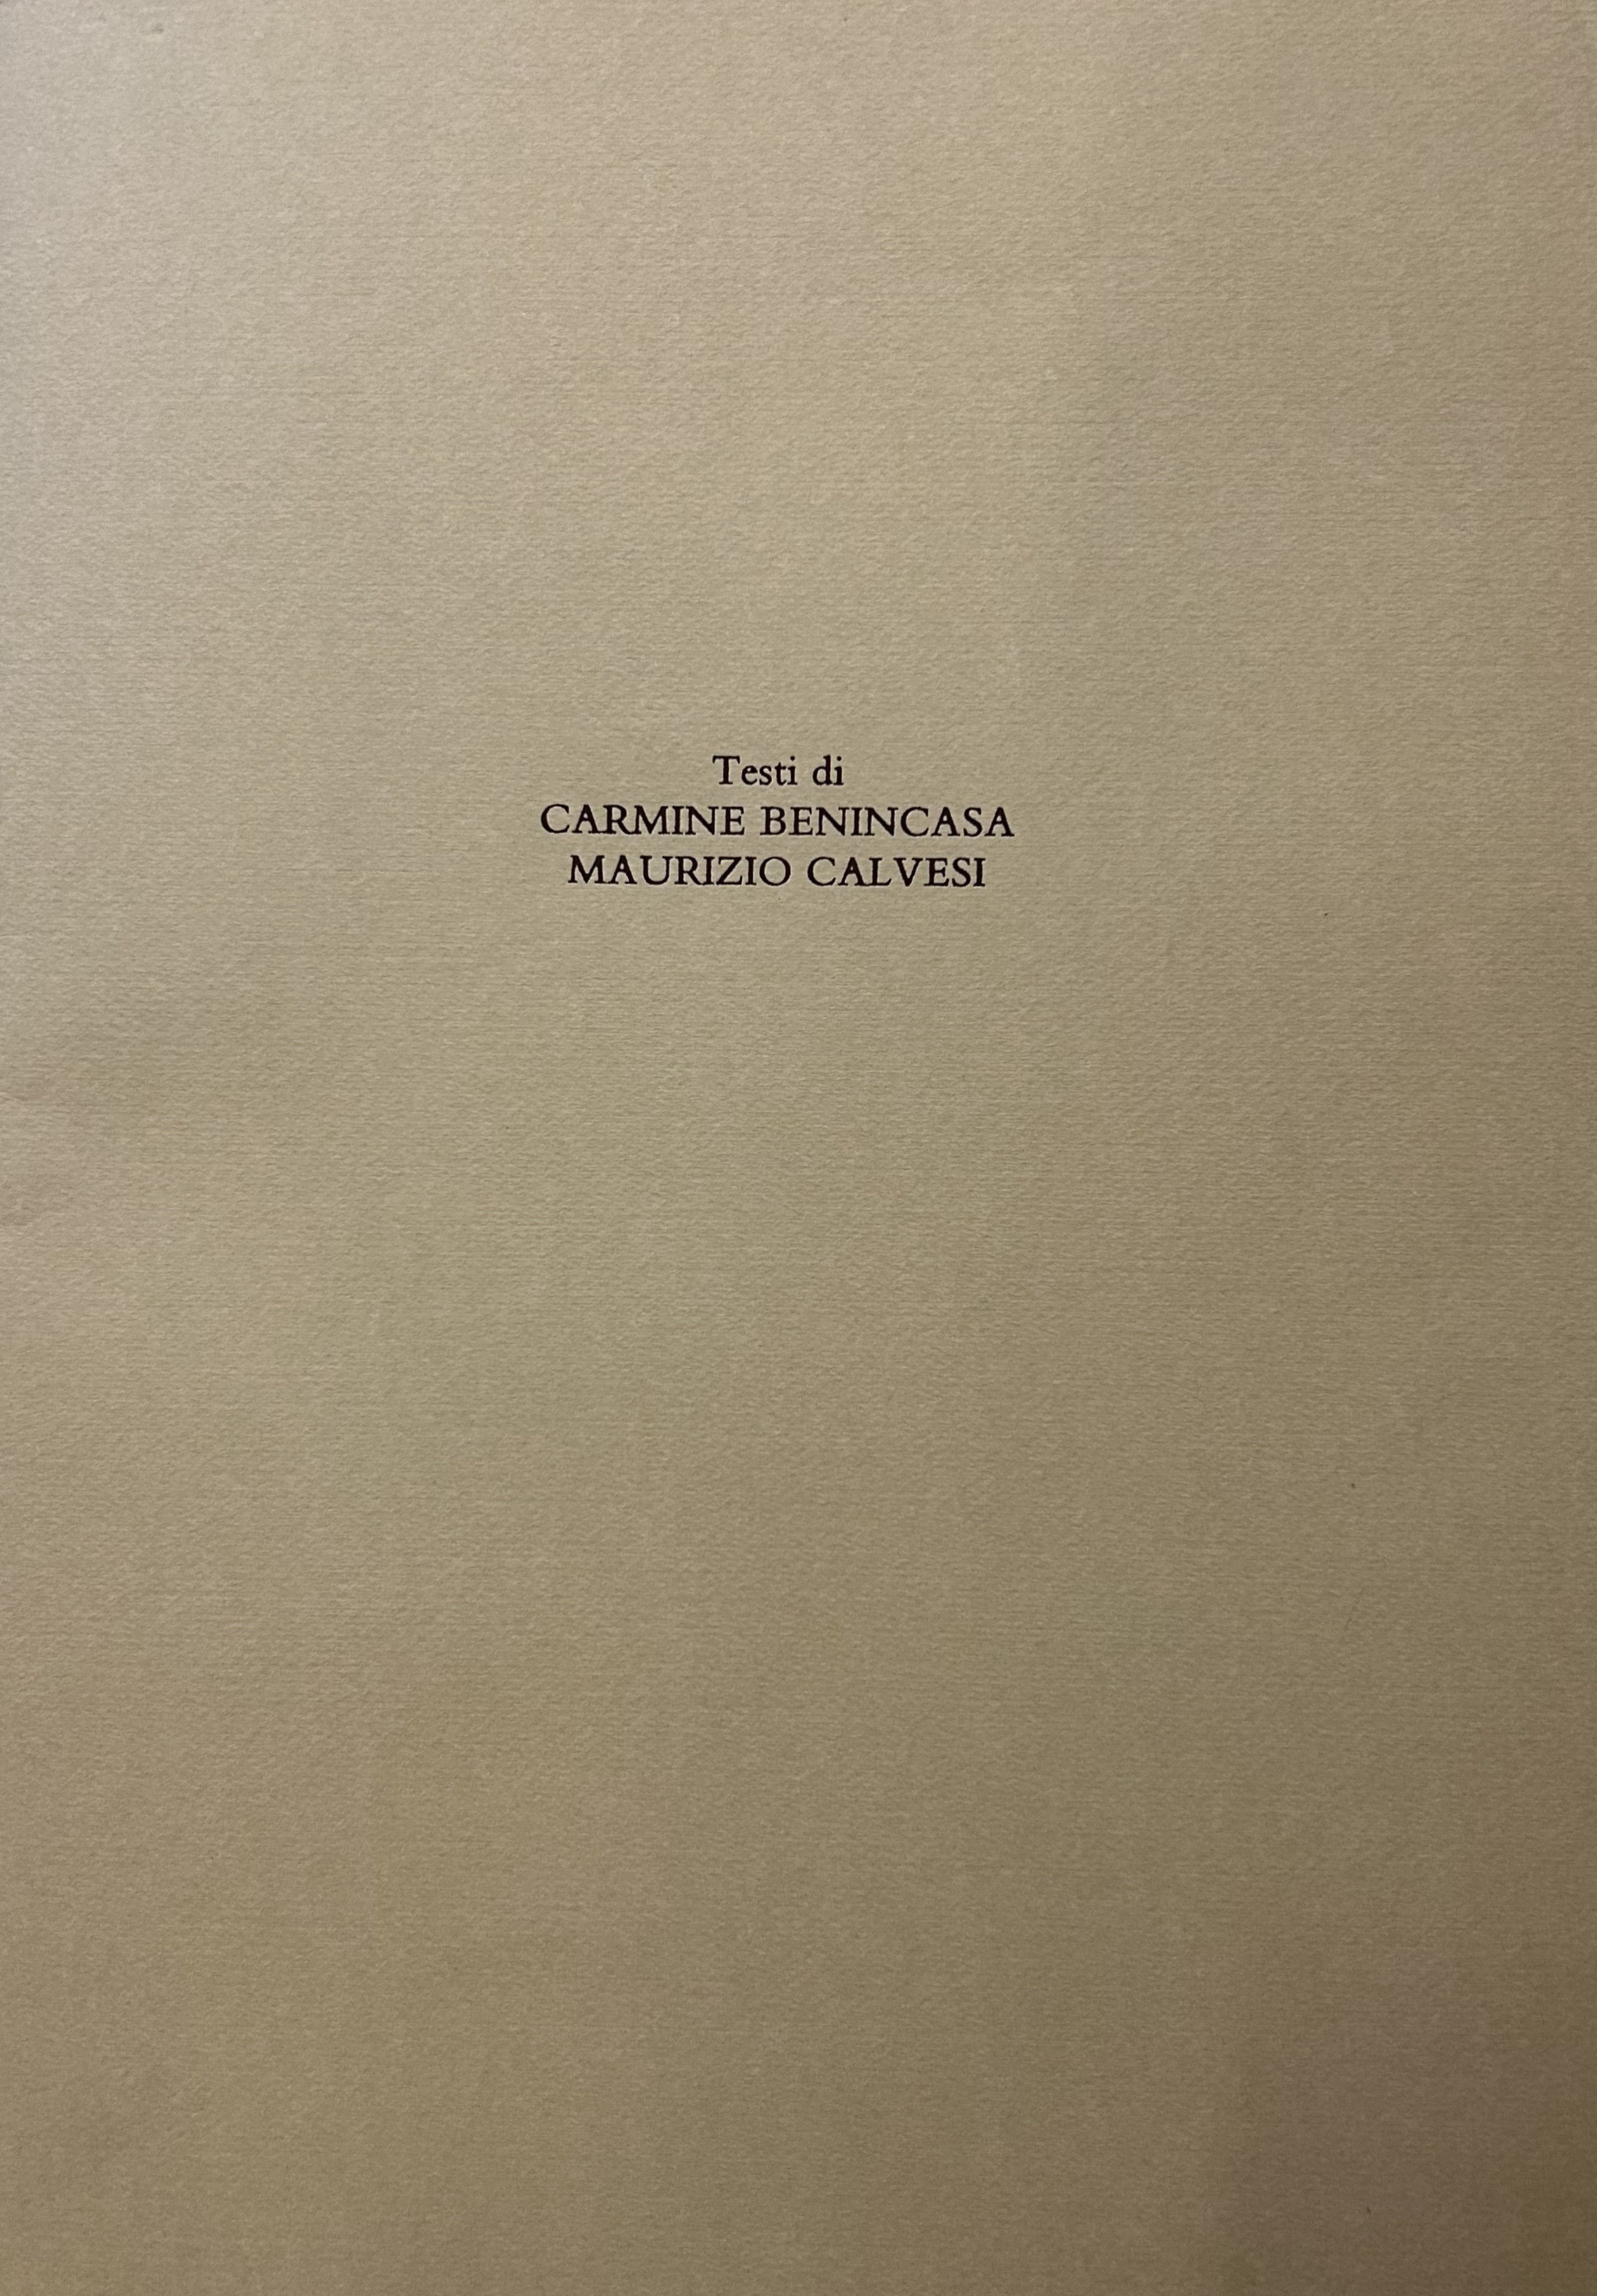 Testi di
CARMINE BENINCASA
MAURIZIO CALVESI